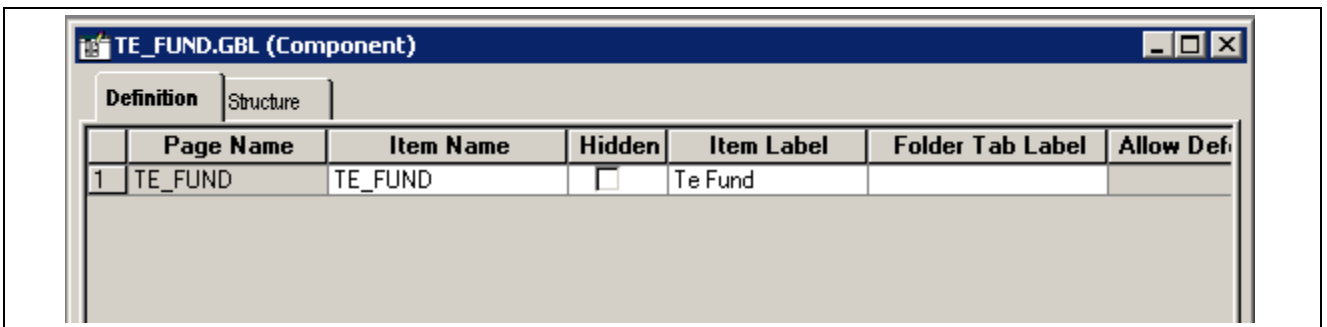 TE_FUND.GBL (Component)
Definition Structure
Page Name Item Name Hidden Item Label Folder Tab Label Allow Def
1 TE_FUND TE_FUND Te Fund